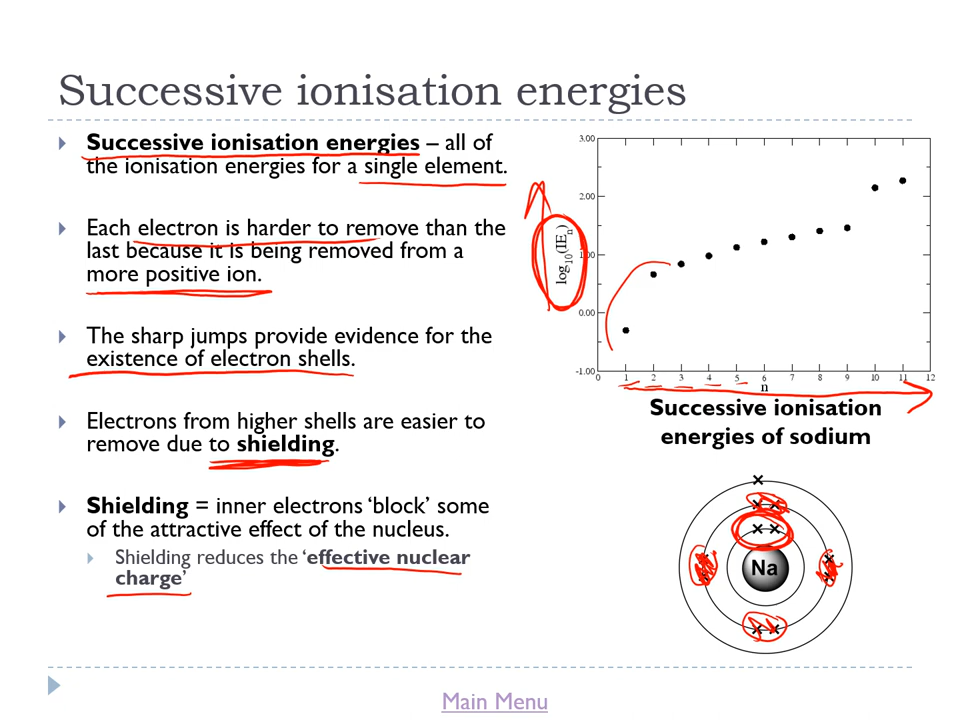 Successive ionisation energies
Successive ionisation energies – all of
the ionisation energies for a single element.
Each electron is harder to remove than the
last because it is being removed from a
more positive ion.
The sharp jumps provide evidence for the
existence of electron shells.
Electrons from higher shells are easier to
remove due to shielding.
Shielding = inner electrons ‘block’ some
of the attractive effect of the nucleus.
Shielding reduces the ‘effective nuclear
charge’
3.00
2.00
1.00
0.00
-1.00
log10(IEn)
0 1 2 3 4 5 6 7 8 9 10 11 12
n
Successive ionisation
energies of sodium
Na
Main Menu